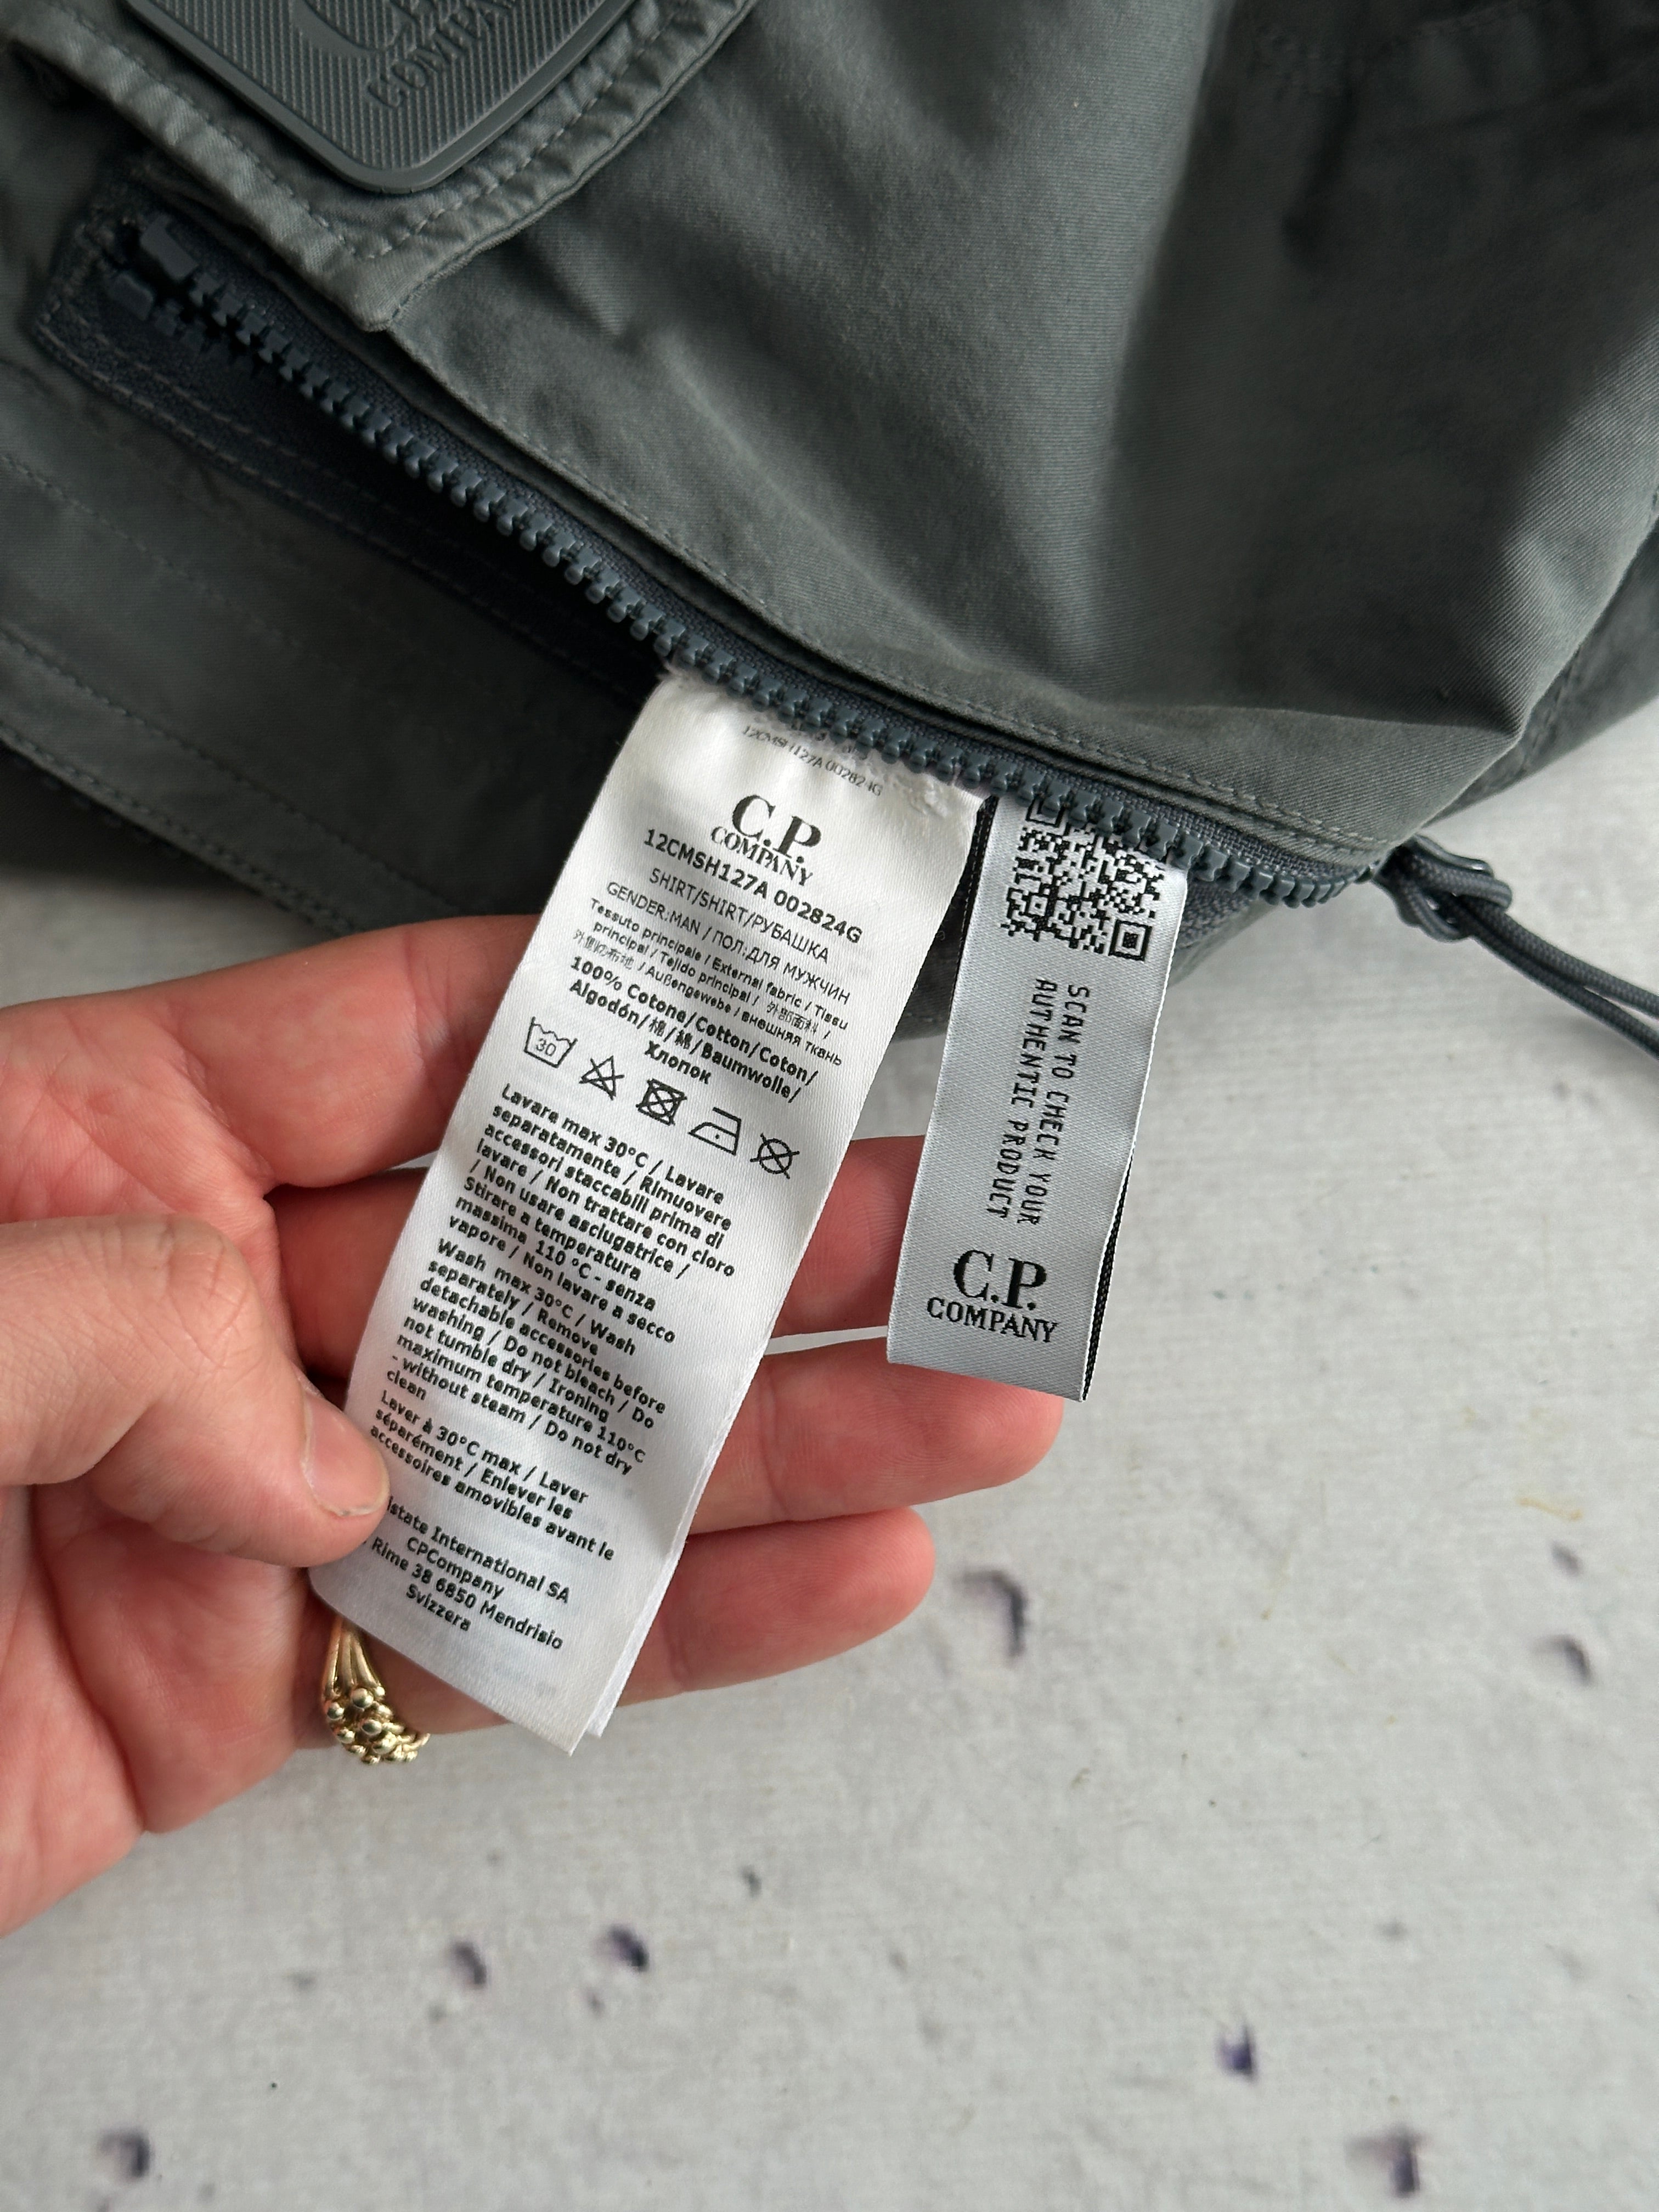 COMPANY
12CMSH127A 002824G
C.P.
COMPANY
12CMSH127A 002824G
SHIRT/SHIRT/РУБАШКА
GENDER:MAN / ПОЛ:ДЛЯ МУЖЧИН
Tessuto principale / External fabric / Tissu
principal / Tejido principal / 外部面料 /
外側の布地 / Außengewebe / внешняя ткань
100% Cotone/Cotton/Coton/
Algodón/棉/綿/Baumwolle/
Хлопок
30
Lavare max 30°C / Lavare
separatamente / Rimuovere
accessori staccabili prima di
lavare / Non trattare con cloro
/ Non usare asciugatrice /
Stirare a temperatura
massima 110 °C - senza
vapore / Non lavare a secco
Wash max 30°C / Wash
separately / Remove
detachable accessories before
washing / Do not bleach / Do
not tumble dry / Ironing
maximum temperature 110°C
- without steam / Do not dry
clean
Laver à 30°C max / Laver
séparément / Enlever les
accessoires amovibles avant le
istate International SA
CPCompany
Rime 38 6850 Mendrisio
Svizzera
SCAN TO CHECK YOUR
AUTHENTIC PRODUCT
C.P.
COMPANY